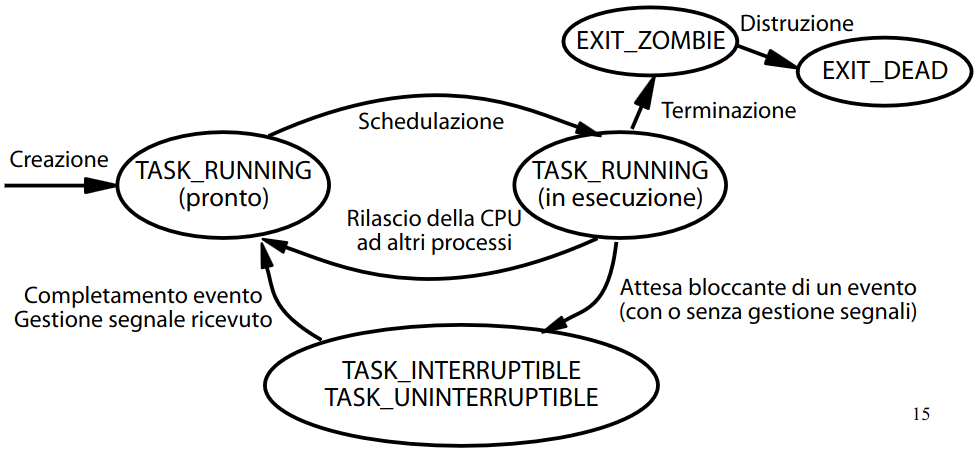 Distruzione
EXIT_ZOMBIE
EXIT_DEAD
Terminazione
Schedulazione
Creazione
TASK_RUNNING
(pronto)
TASK_RUNNING
(in esecuzione)
Rilascio della CPU
ad altri processi
Completamento evento
Gestione segnale ricevuto
Attesa bloccante di un evento
(con o senza gestione segnali)
TASK_INTERRUPTIBLE
TASK_UNINTERRUPTIBLE
15